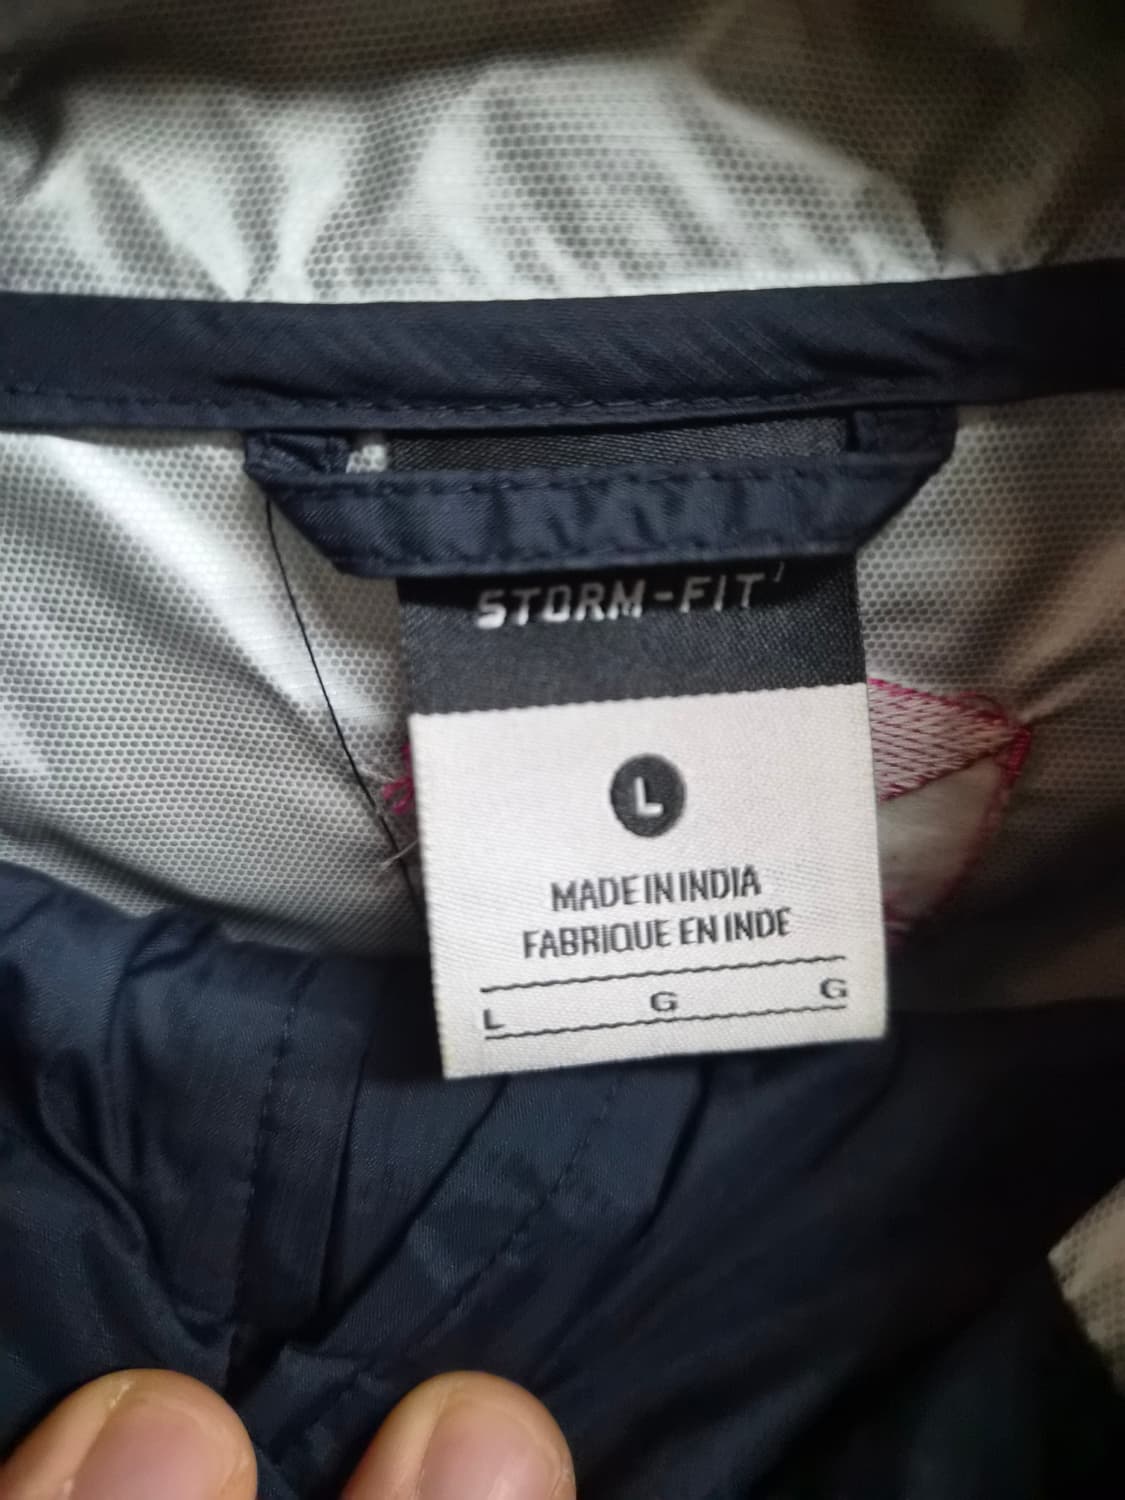 STORM-FIT
L
MADE IN INDIA
FABRIQUE EN INDE
L G G